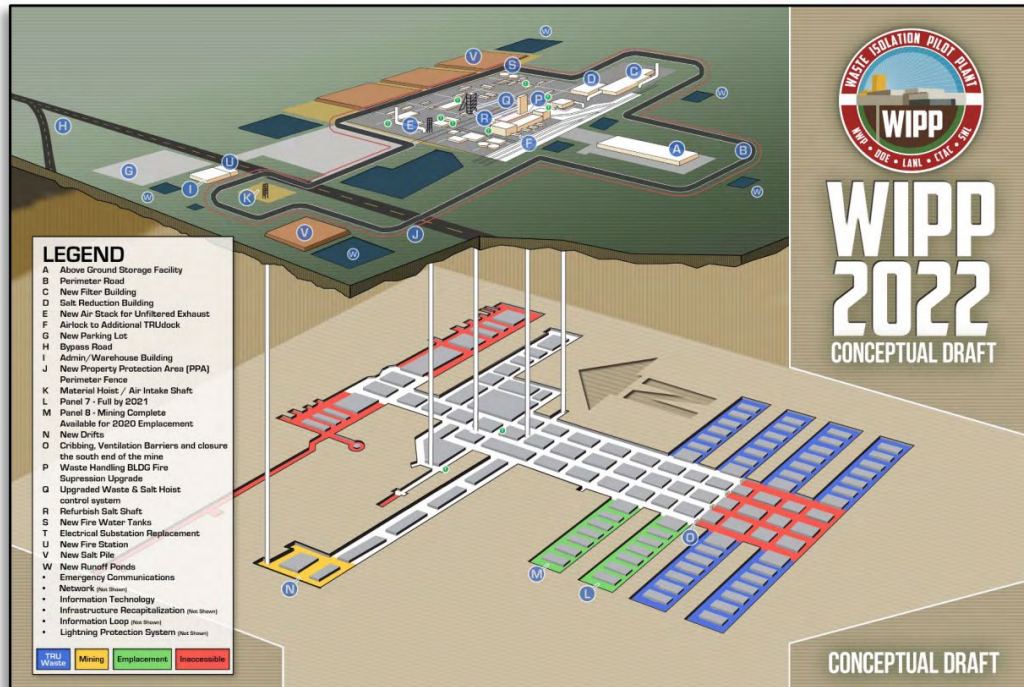 WASTE ISOLATION PILOT PLANT
WIPP
NWP • DOE • LANL • CTAC • SNL
WIPP
2022
CONCEPTUAL DRAFT
W
V
S
W
D
C
Q
P
W
E
R
H
F
A
B
G
U
I
W
K
W
V
J
W
LEGEND
A Above Ground Storage Facility
B Perimeter Road
C New Filter Building
D Salt Reduction Building
E New Air Stack for Unfiltered Exhaust
F Airlock to Additional TRUdock
G New Parking Lot
H Bypass Road
I Admin/Warehouse Building
J New Property Protection Area (PPA)
Perimeter Fence
K Material Hoist / Air Intake Shaft
L Panel 7 - Full by 2021
M Panel 8 - Mining Complete
Available for 2020 Emplacement
N New Drifts
O Cribbing, Ventilation Barriers and closure
the south end of the mine
P Waste Handling BLDG Fire
Supression Upgrade
Q Upgraded Waste & Salt Hoist
control system
R Refurbish Salt Shaft
S New Fire Water Tanks
T Electrical Substation Replacement
U New Fire Station
V New Salt Pile
W New Runoff Ponds
• Emergency Communications
• Network (Not Shown)
• Information Technology
• Infrastructure Recapitalization (Not Shown)
• Information Loop (Not Shown)
• Lightning Protection System (Not Shown)
TRU
Waste
Mining
Emplacement
Inaccessible
N
O
M
L
N
CONCEPTUAL DRAFT